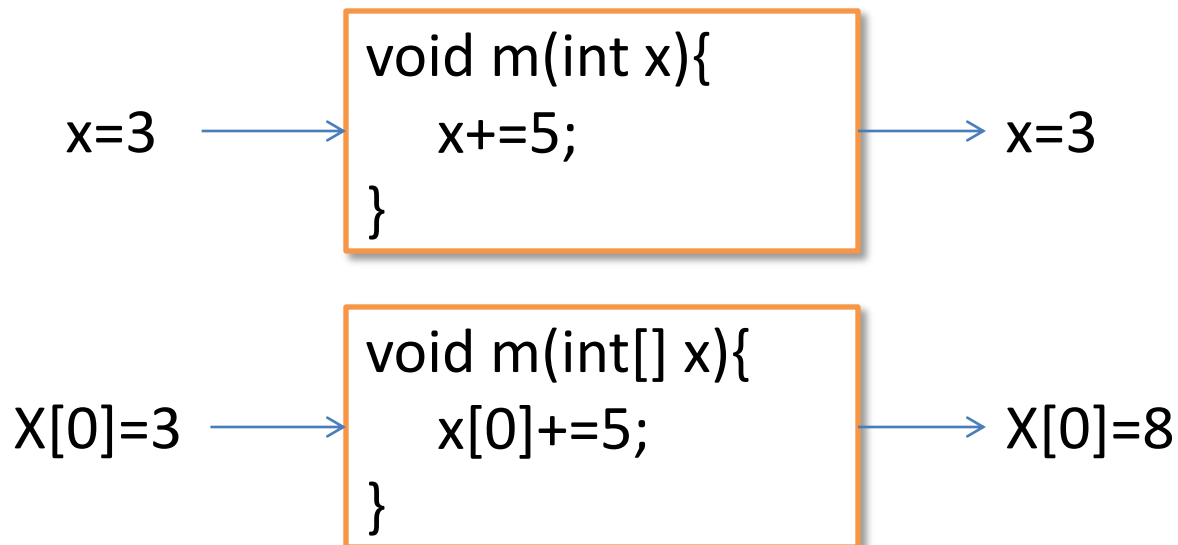 void m(int x){
x=3
x+=5;
x=3
}
void m(int[] x){
X[0]=3
x[0]+=5;
X[0]=8
}